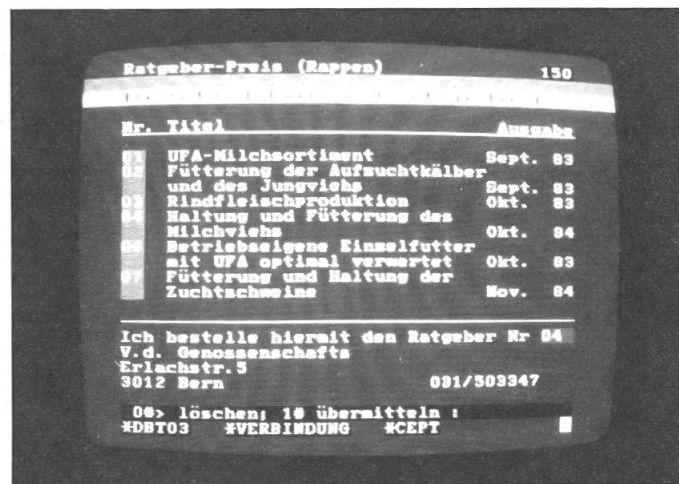 Ratgeber-Preis (Rappen) 150
Nr. Titel Ausgabe
01 UFA-Milchsortiment Sept. 83
02 Fütterung der Aufzuchtkälber
und des Jungviehs Sept. 83
03 Rindfleischproduktion Okt. 83
04 Haltung und Fütterung des
Milchviehs Okt. 84
06 Betriebseigene Einzelfutter
mit UFA optimal verwertet Okt. 83
07 Fütterung und Haltung der
Zuchtschweine Nov. 84
Ich bestelle hiermit den Ratgeber Nr 04
V.d. Genossenschafts
Erlachstr.5
3012 Bern 031/503347
0#> löschen; 1# übermitteln :
*DBT03 *VERBINDUNG *CEPT